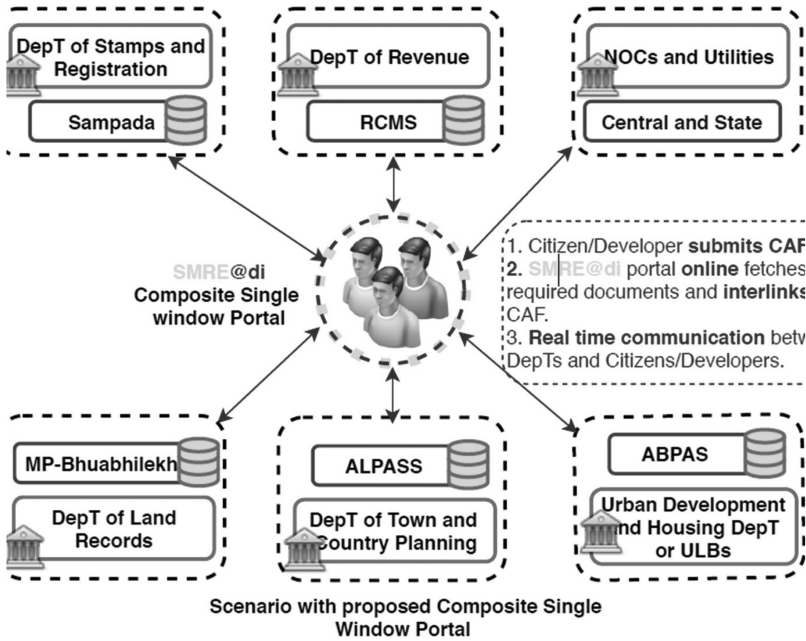 DepT of Stamps and
Registration
Sampada
DepT of Revenue
RCMS
NOCs and Utilities
Central and State
SMRE@di
Composite Single
window Portal
1. Citizen/Developer submits CAF
2. SMRE@di portal online fetches
required documents and interlinks
CAF.
3. Real time communication betw
DepTs and Citizens/Developers.
MP-Bhuabhilekh
DepT of Land
Records
ALPASS
DepT of Town and
Country Planning
ABPAS
Urban Development
and Housing DepT
or ULBs
Scenario with proposed Composite Single
Window Portal